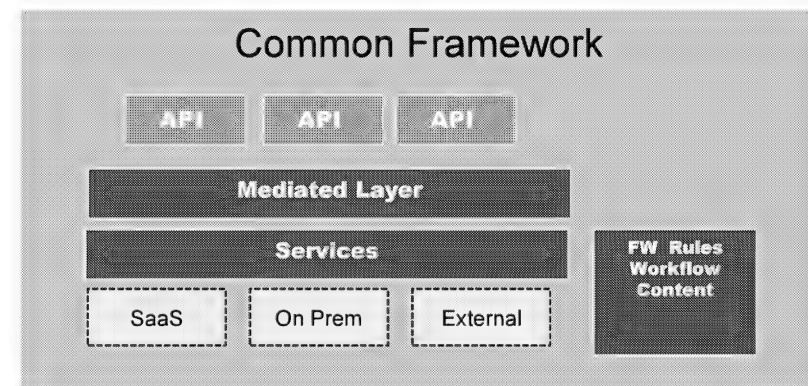 Common Framework
API API API
Mediated Layer
Services
FW Rules
Workflow
Content
SaaS On Prem External